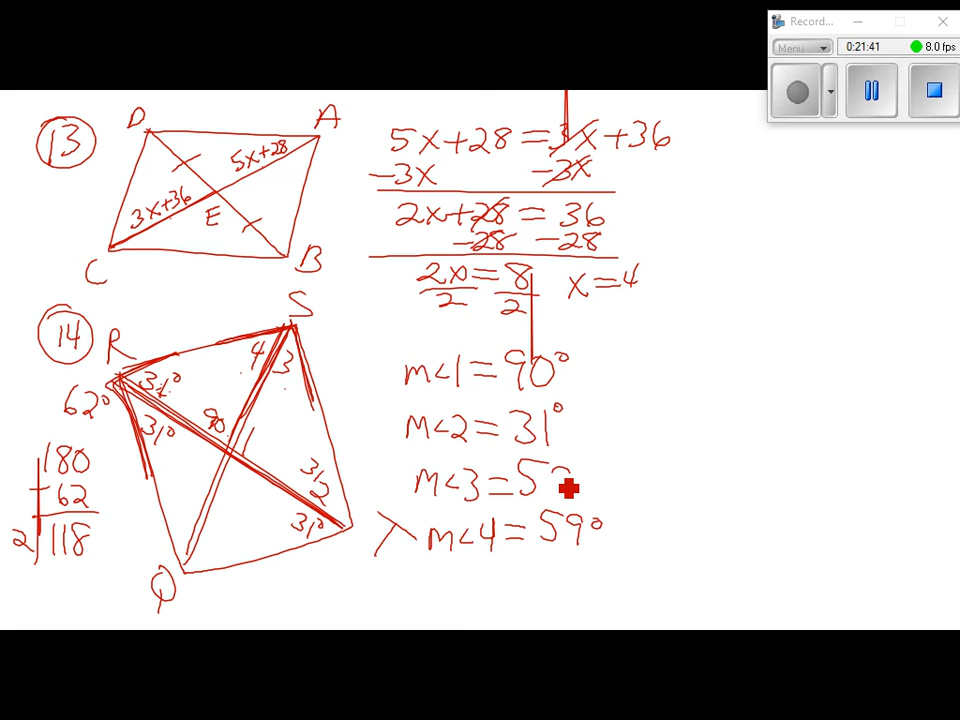 Record...
Menu
0:21:41
8.0 fps
13
D
A
5x+28
3x+36
E
C
B
5x+28=3x+36
-3x -3x
2x+28=36
-28 -28
2x=8
2 2
x=4
14
R
S
4
3
31°
62°
31°
90
31
2
31°
Q
180
-62
2 118
m<1=90°
m<2=31°
m<3=5
m<4=59°